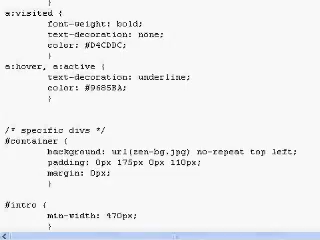 }
a:visited {
font-weight: bold;
text-decoration: none;
color: #D4CDDC;
}
a:hover, a:active {
text-decoration: underline;
color: #9685BA;
}
/* specific divs */
#container {
background: url(zen-bg.jpg) no-repeat top left;
padding: 0px 175px 0px 110px;
margin: 0px;
}
#intro {
min-width: 470px;
}